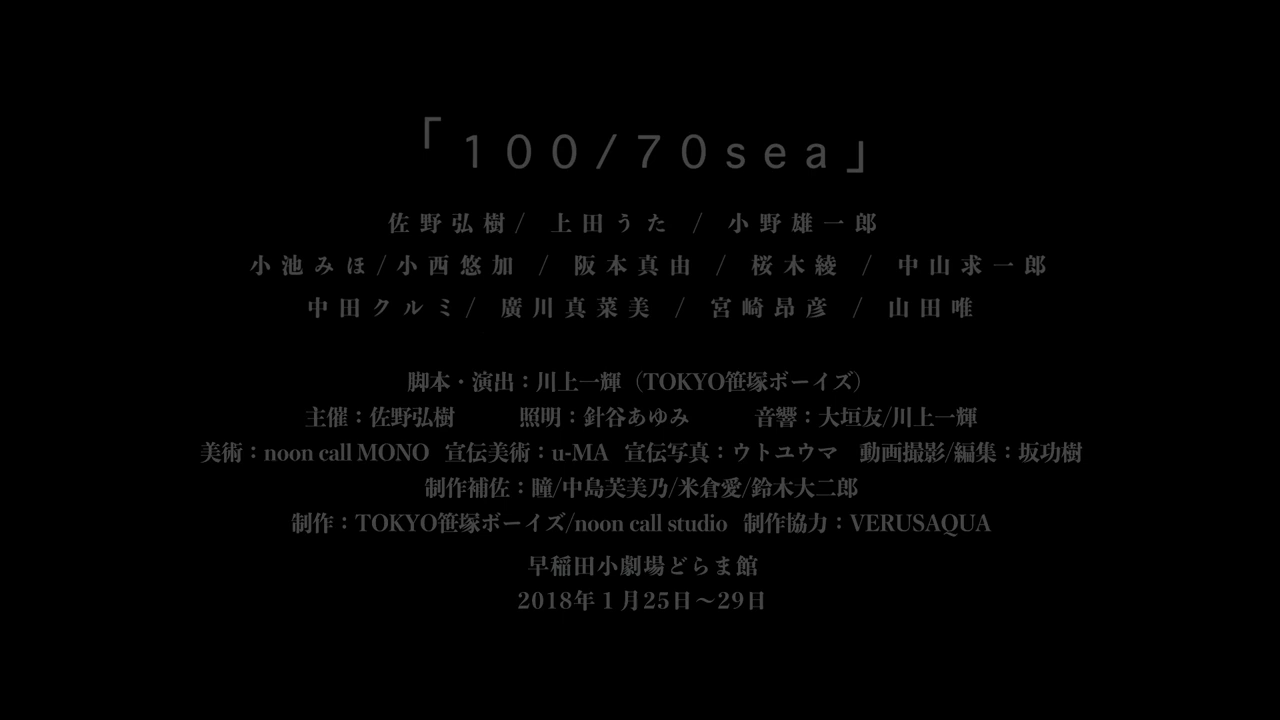 「100/70sea」
佐野弘樹/ 上田うた / 小野雄一郎
小池みほ/小西悠加 / 阪本真由 / 桜木綾 / 中山求一郎
中田クルミ/ 廣川真菜美 / 宮崎昂彦 / 山田唯
脚本・演出：川上一輝（TOKYO笹塚ボーイズ）
主催：佐野弘樹 照明：針谷あゆみ 音響：大垣友/川上一輝
美術：noon call MONO 宣伝美術：u-MA 宣伝写真：ウトユウマ 動画撮影/編集：坂功樹
制作補佐：瞳/中島芙美乃/米倉愛/鈴木大二郎
制作：TOKYO笹塚ボーイズ/noon call studio 制作協力：VERUSAQUA
早稲田小劇場どらま館
2018年１月25日〜29日